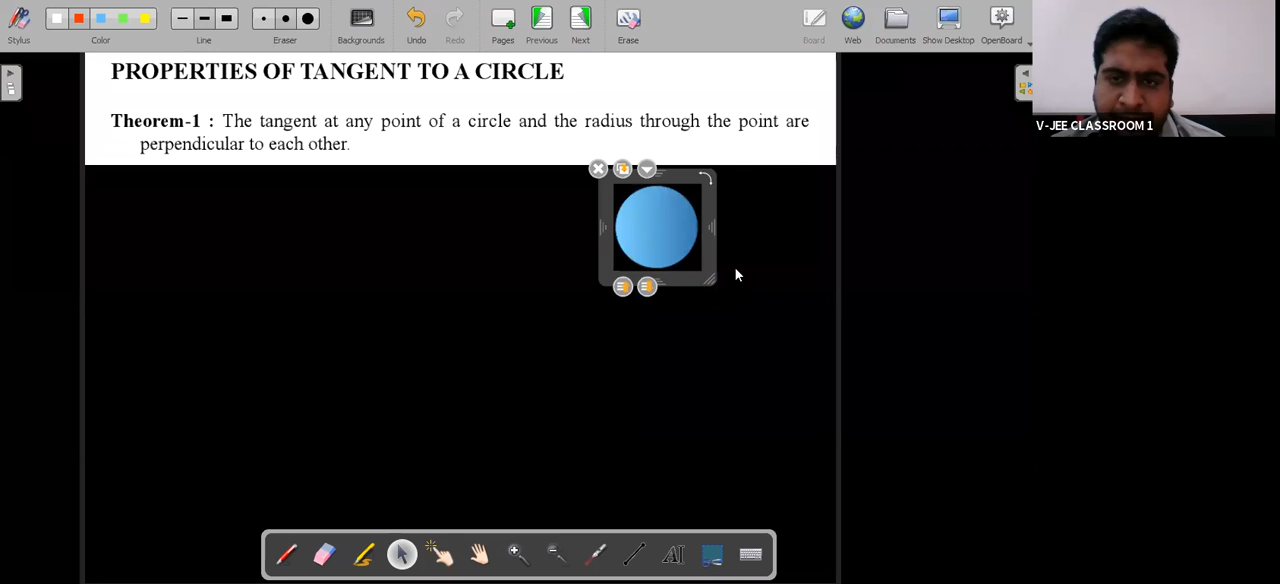 Stylus
Color
Line
Eraser
Backgrounds
Undo
Redo
Pages
Previous
Next
Erase
Board
Web
Documents
Show Desktop
OpenBoard
PROPERTIES OF TANGENT TO A CIRCLE
Theorem-1 : The tangent at any point of a circle and the radius through the point are
perpendicular to each other.
V-JEE CLASSROOM 1
AI